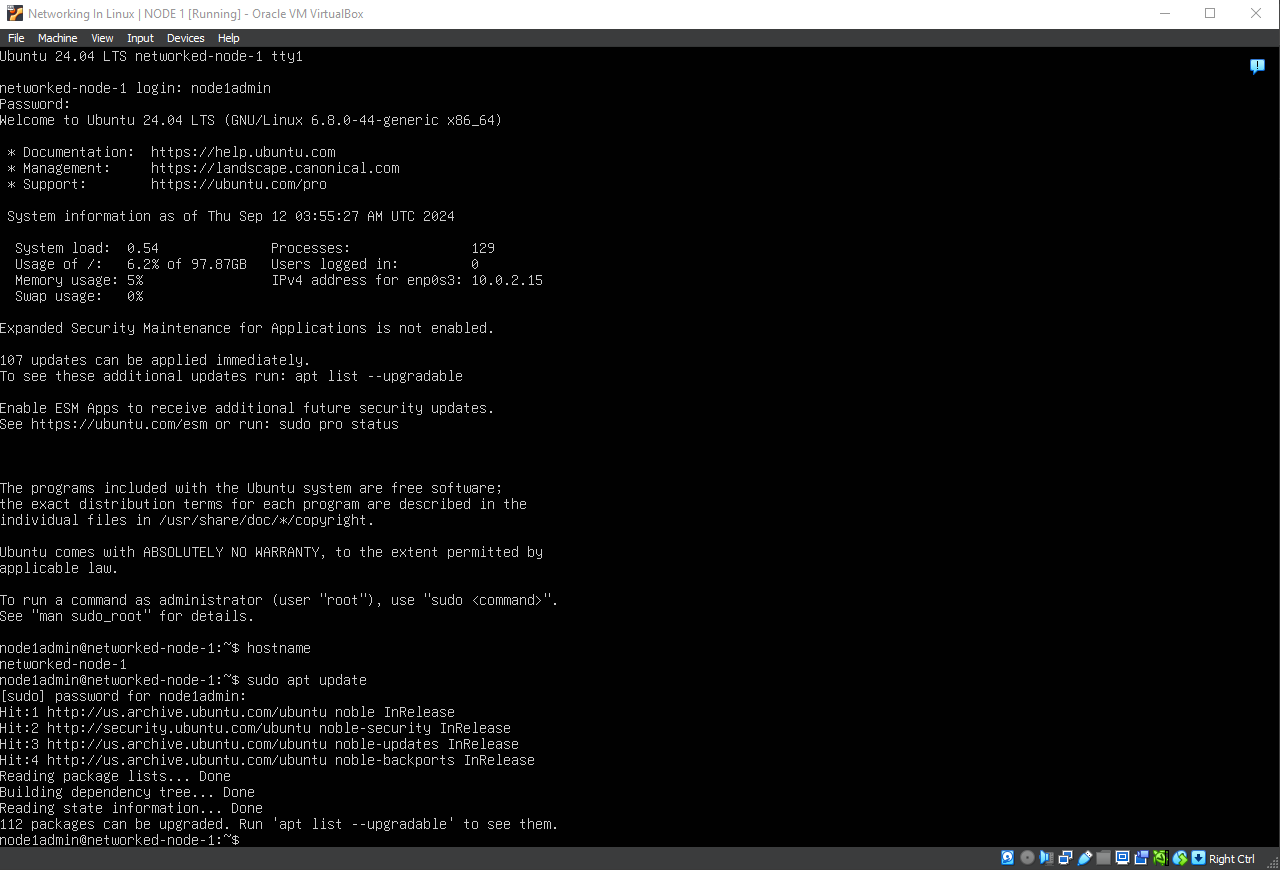 Networking In Linux | NODE 1 [Running] - Oracle VM VirtualBox
File Machine View Input Devices Help
Ubuntu 24.04 LTS networked-node-1 tty1
networked-node-1 login: node1admin
Password:
Welcome to Ubuntu 24.04 LTS (GNU/Linux 6.8.0-44-generic x86_64)
* Documentation: https://help.ubuntu.com
* Management: https://landscape.canonical.com
* Support: https://ubuntu.com/pro
System information as of Thu Sep 12 03:55:27 AM UTC 2024
System load: 0.54 Processes: 129
Usage of /: 6.2% of 97.87GB Users logged in: 0
Memory usage: 5% IPv4 address for enp0s3: 10.0.2.15
Swap usage: 0%
Expanded Security Maintenance for Applications is not enabled.
107 updates can be applied immediately.
To see these additional updates run: apt list --upgradable
Enable ESM Apps to receive additional future security updates.
See https://ubuntu.com/esm or run: sudo pro status
The programs included with the Ubuntu system are free software;
the exact distribution terms for each program are described in the
individual files in /usr/share/doc/*/copyright.
Ubuntu comes with ABSOLUTELY NO WARRANTY, to the extent permitted by
applicable law.
To run a command as administrator (user "root"), use "sudo <command>".
See "man sudo_root" for details.
node1admin@networked-node-1:~$ hostname
networked-node-1
node1admin@networked-node-1:~$ sudo apt update
[sudo] password for node1admin:
Hit:1 http://us.archive.ubuntu.com/ubuntu noble InRelease
Hit:2 http://security.ubuntu.com/ubuntu noble-security InRelease
Hit:3 http://us.archive.ubuntu.com/ubuntu noble-updates InRelease
Hit:4 http://us.archive.ubuntu.com/ubuntu noble-backports InRelease
Reading package lists... Done
Building dependency tree... Done
Reading state information... Done
112 packages can be upgraded. Run 'apt list --upgradable' to see them.
node1admin@networked-node-1:~$
Right Ctrl